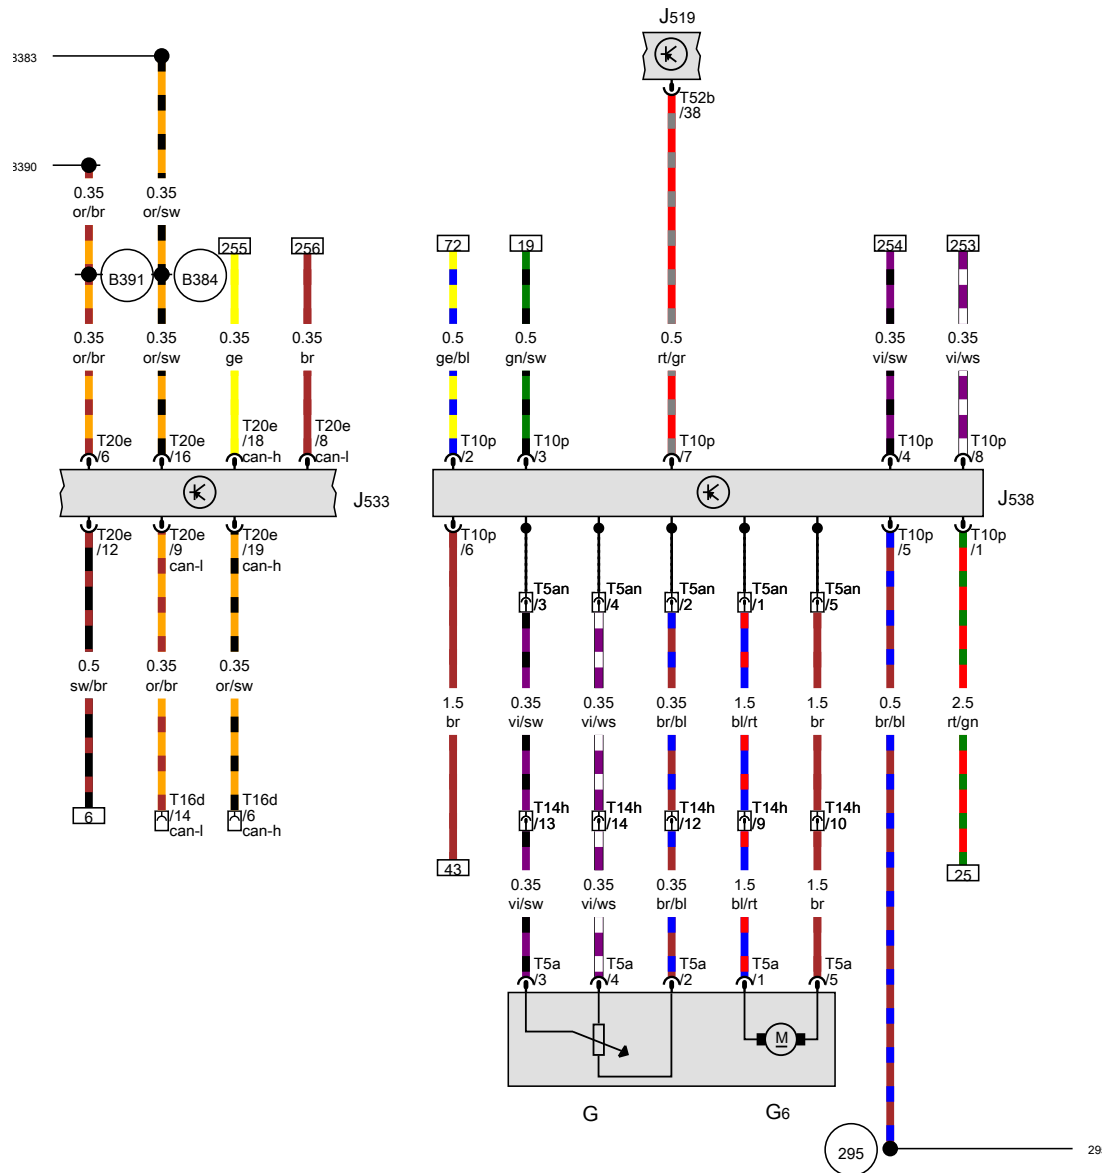 J519
B383
T52b
/38
B390
0.35
or/br
0.35
or/sw
255
256
72
19
254
253
B391
B384
0.35
or/br
0.35
or/sw
0.35
ge
0.35
br
0.5
ge/bl
0.5
gn/sw
0.5
rt/gr
0.35
vi/sw
0.35
vi/ws
T20e
/6
T20e
/16
T20e
/18
can-h
T20e
/8
can-l
T10p
/2
T10p
/3
T10p
/7
T10p
/4
T10p
/8
J533
J538
T20e
/12
T20e
/9
can-l
T20e
/19
can-h
T10p
/6
T10p
/5
T10p
/1
T5an
/3
T5an
/4
T5an
/2
T5an
/1
T5an
/5
0.5
sw/br
0.35
or/br
0.35
or/sw
1.5
br
0.35
vi/sw
0.35
vi/ws
0.35
br/bl
1.5
bl/rt
1.5
br
0.5
br/bl
2.5
rt/gn
6
T16d
/14
can-l
T16d
/6
can-h
T14h
/13
T14h
/14
T14h
/12
T14h
/9
T14h
/10
43
25
0.35
vi/sw
0.35
vi/ws
0.35
br/bl
1.5
bl/rt
1.5
br
T5a
/3
T5a
/4
T5a
/2
T5a
/1
T5a
/5
M
G
G6
295
29